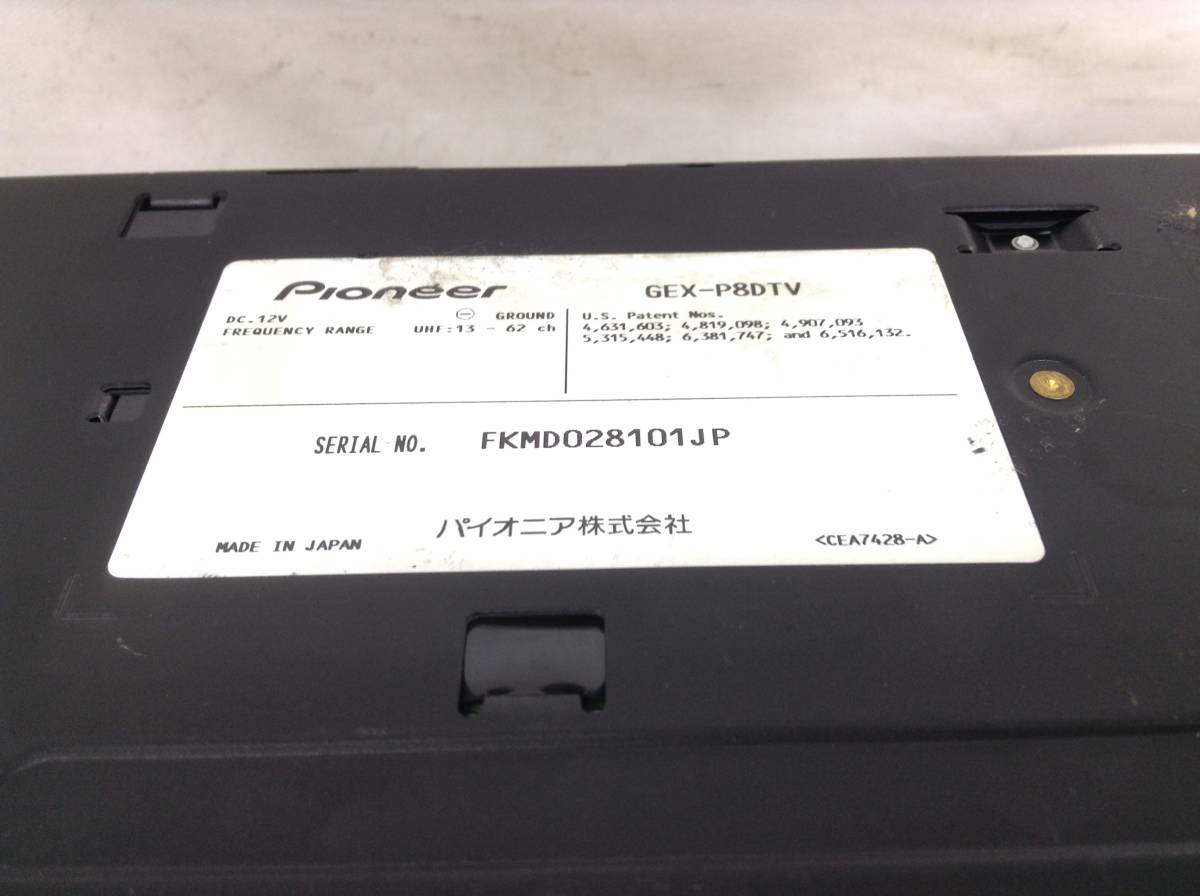 Pioneer
GEX-P8DTV
DC.12V ⊖ GROUND
FREQUENCY RANGE UHF:13 - 62 ch
U.S. Patent Nos.
4,631,603; 4,819,098; 4,907,093
5,315,448; 6,381,747; and 6,516,132.
SERIAL NO. FKMD028101JP
パイオニア株式会社
MADE IN JAPAN
<CEA7428-A>